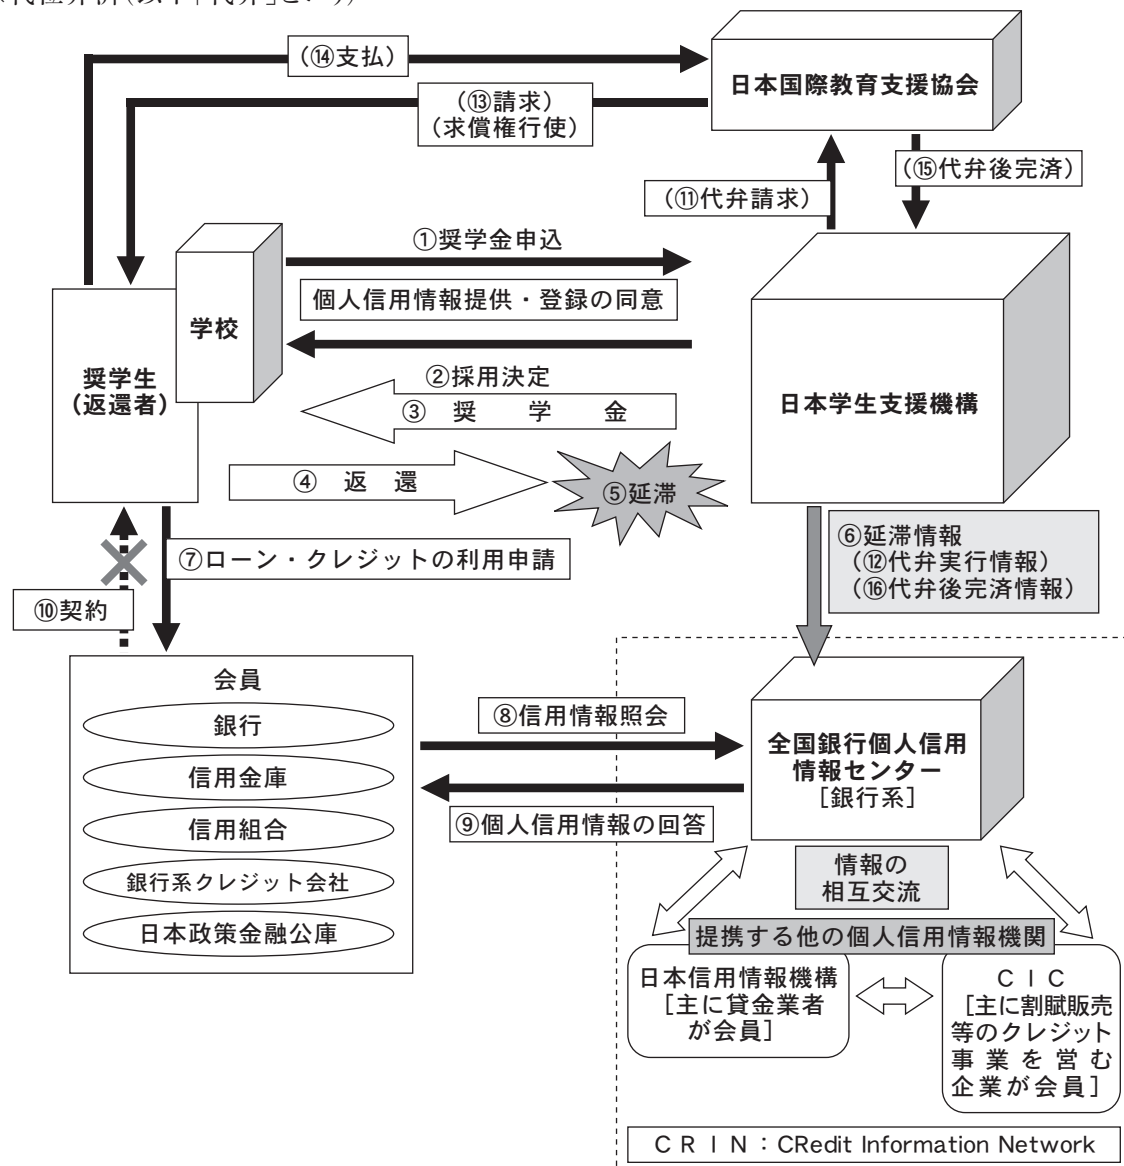 (代位弁済(以下「代弁」という)
(⑭支払)
日本国際教育支援協会
(⑬請求)
(求償権行使)
(⑮代弁後完済)
(⑪代弁請求)
①奨学金申込
個人信用情報提供・登録の同意
学校
奨学生
(返還者)
②採用決定
③ 奨 学 金
日本学生支援機構
④ 返 還
⑤延滞
⑥延滞情報
(⑫代弁実行情報)
(⑯代弁後完済情報)
⑦ローン・クレジットの利用申請
⑩契約
会員
銀行
信用金庫
信用組合
銀行系クレジット会社
日本政策金融公庫
⑧信用情報照会
⑨個人信用情報の回答
全国銀行個人信用
情報センター
[銀行系]
情報の
相互交流
提携する他の個人信用情報機関
日本信用情報機構
[主に貸金業者
が会員]
CIC
[主に割賦販売
等のクレジット
事業を営む
企業が会員]
CRIN:CRedit Information Network